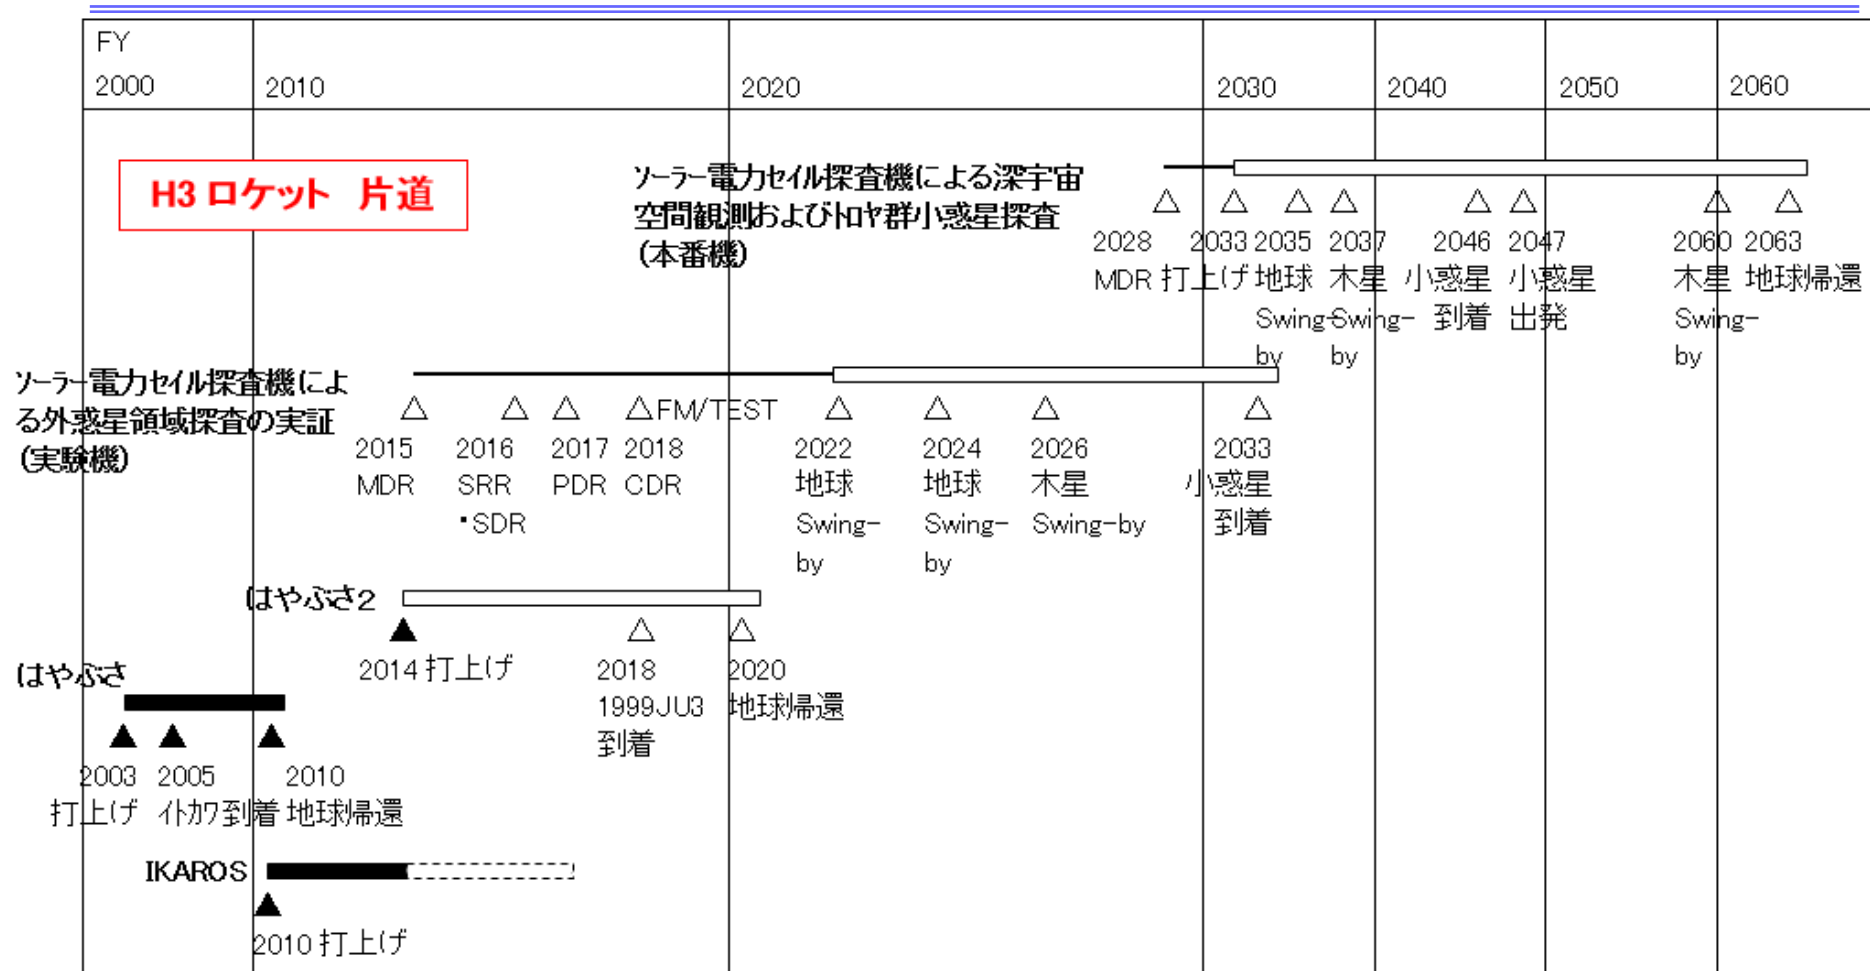 FY
2000 2010 2020 2030 2040 2050 2060
H3 ロケット 片道
ソーラー電力セイル探査機による深宇宙
空間観測およびトロヤ群小惑星探査
(本番機)
2028 2033 2035 2037 2046 2047 2060 2063
MDR 打上げ 地球 木星 小惑星 小惑星 木星 地球帰還
Swing- Swing- 到着 出発 Swing-
by by by
ソーラー電力セイル探査機によ
る外惑星領域探査の実証
(実験機)
FM/TEST
2015 2016 2017 2018 2022 2024 2026 2033
MDR SRR PDR CDR 地球 地球 木星 小惑星
・SDR Swing- Swing- Swing-by 到着
by by
はやぶさ2
2014 打上げ 2018 2020
1999JU3 地球帰還
到着
はやぶさ
2003 2005 2010
打上げ イトカワ到着 地球帰還
IKAROS
2010 打上げ